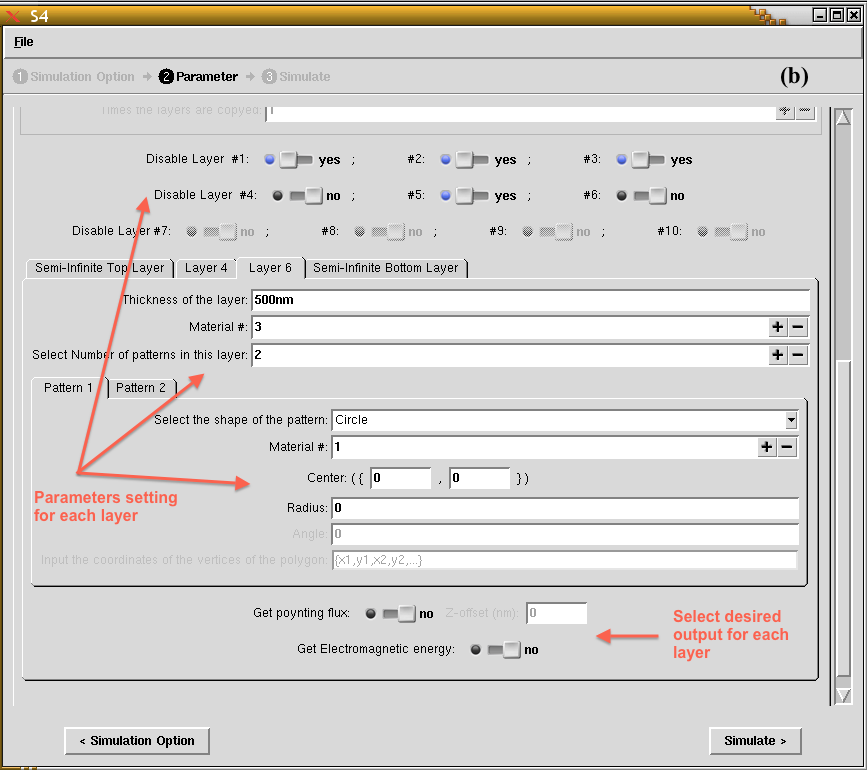 S4
File
1 Simulation Option → 2 Parameter → 3 Simulate
(b)
Times the layers are copyed:
Disable Layer #1: yes ; #2: yes ; #3: yes
Disable Layer #4: no ; #5: yes ; #6: no
Disable Layer #7: no ; #8: no ; #9: no ; #10: no
Semi-Infinite Top Layer Layer 4 Layer 6 Semi-Infinite Bottom Layer
Thickness of the layer: 500nm
Material #: 3 + −
Select Number of patterns in this layer: 2 + −
Pattern 1 Pattern 2
Select the shape of the pattern: Circle
Material #: 1 + −
Center: ( { 0 , 0 } )
Parameters setting
for each layer
Radius: 0
Angle: 0
Input the coordinates of the vertices of the polygon: {x1,y1,x2,y2,...}
Get poynting flux: no Z-offset (nm): 0
Get Electromagnetic energy: no
Select desired
output for each
layer
< Simulation Option
Simulate >